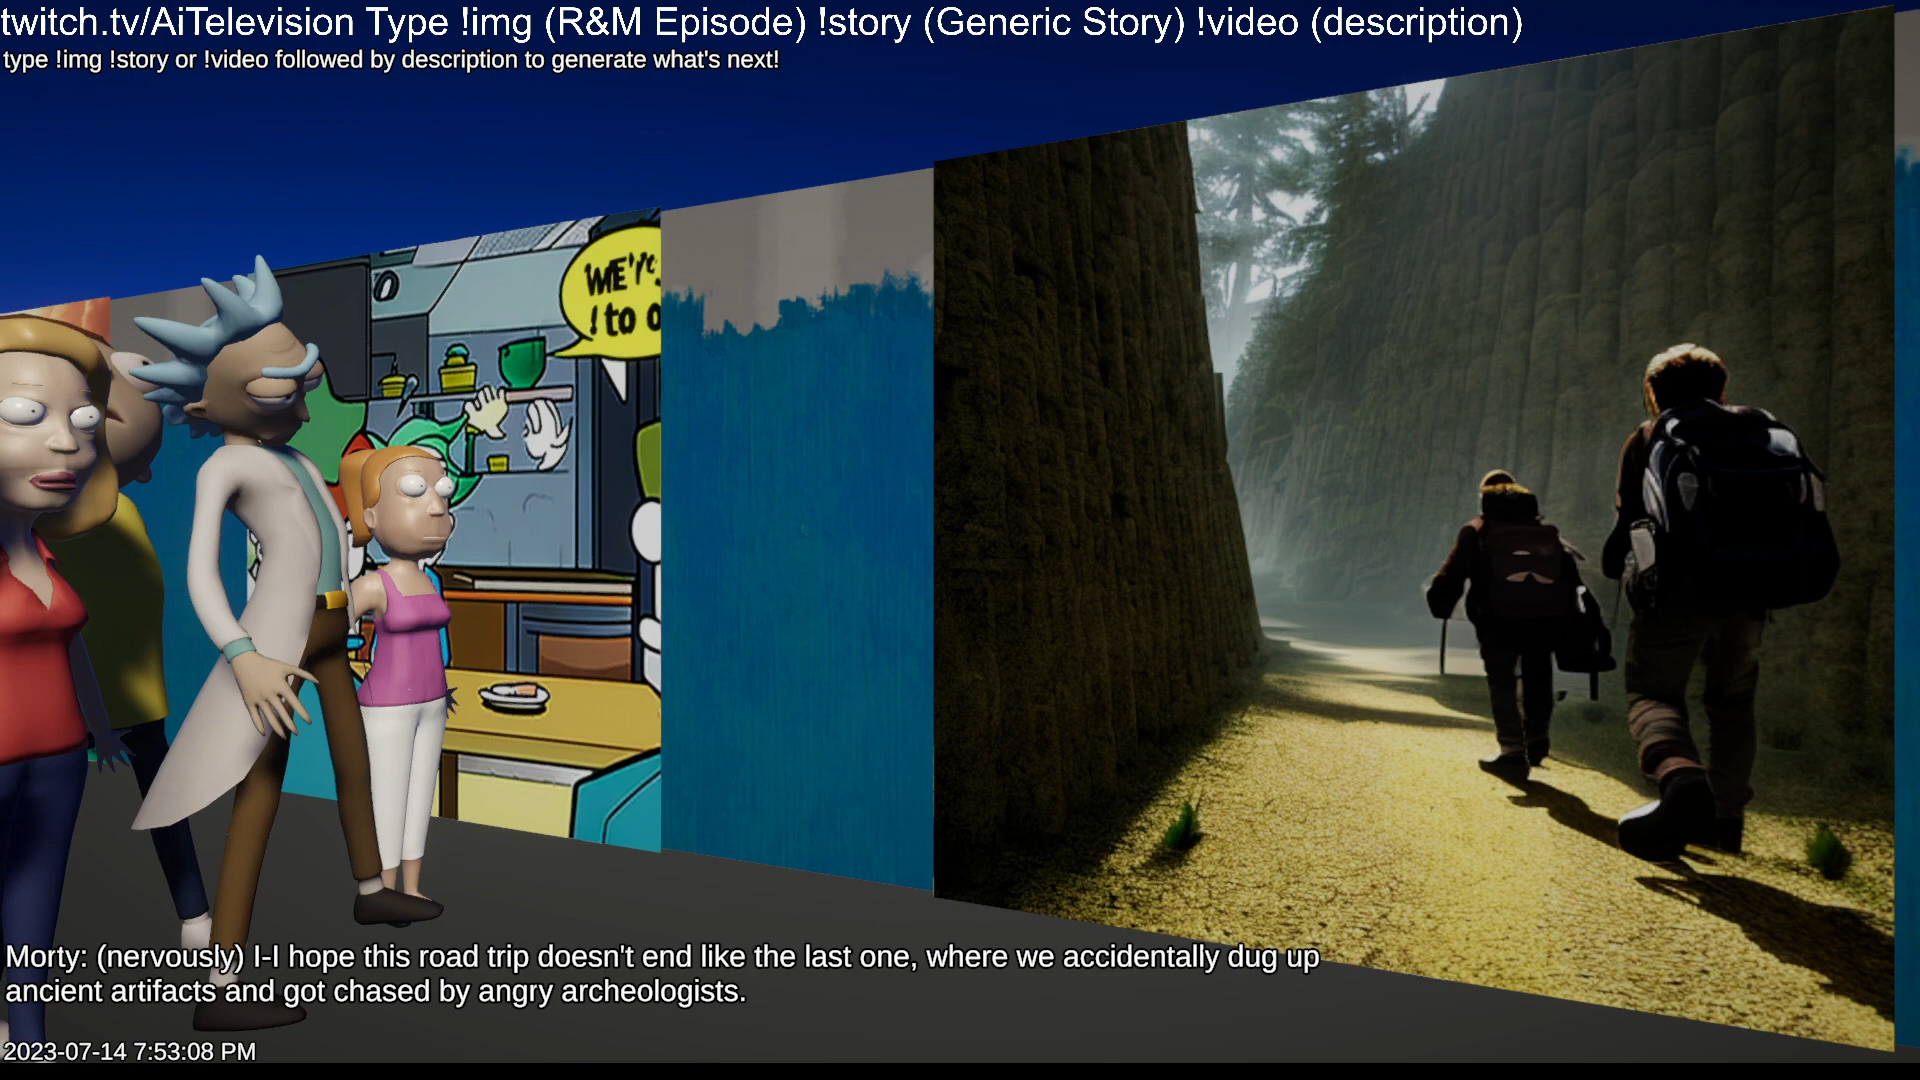 twitch.tv/AiTelevision Type !img (R&M Episode) !story (Generic Story) !video (description)
type !img !story or !video followed by description to generate what's next!
!to
Morty: (nervously) I-I hope this road trip doesn't end like the last one, where we accidentally dug up
ancient artifacts and got chased by angry archeologists.
2023-07-14 7:53:08 PM